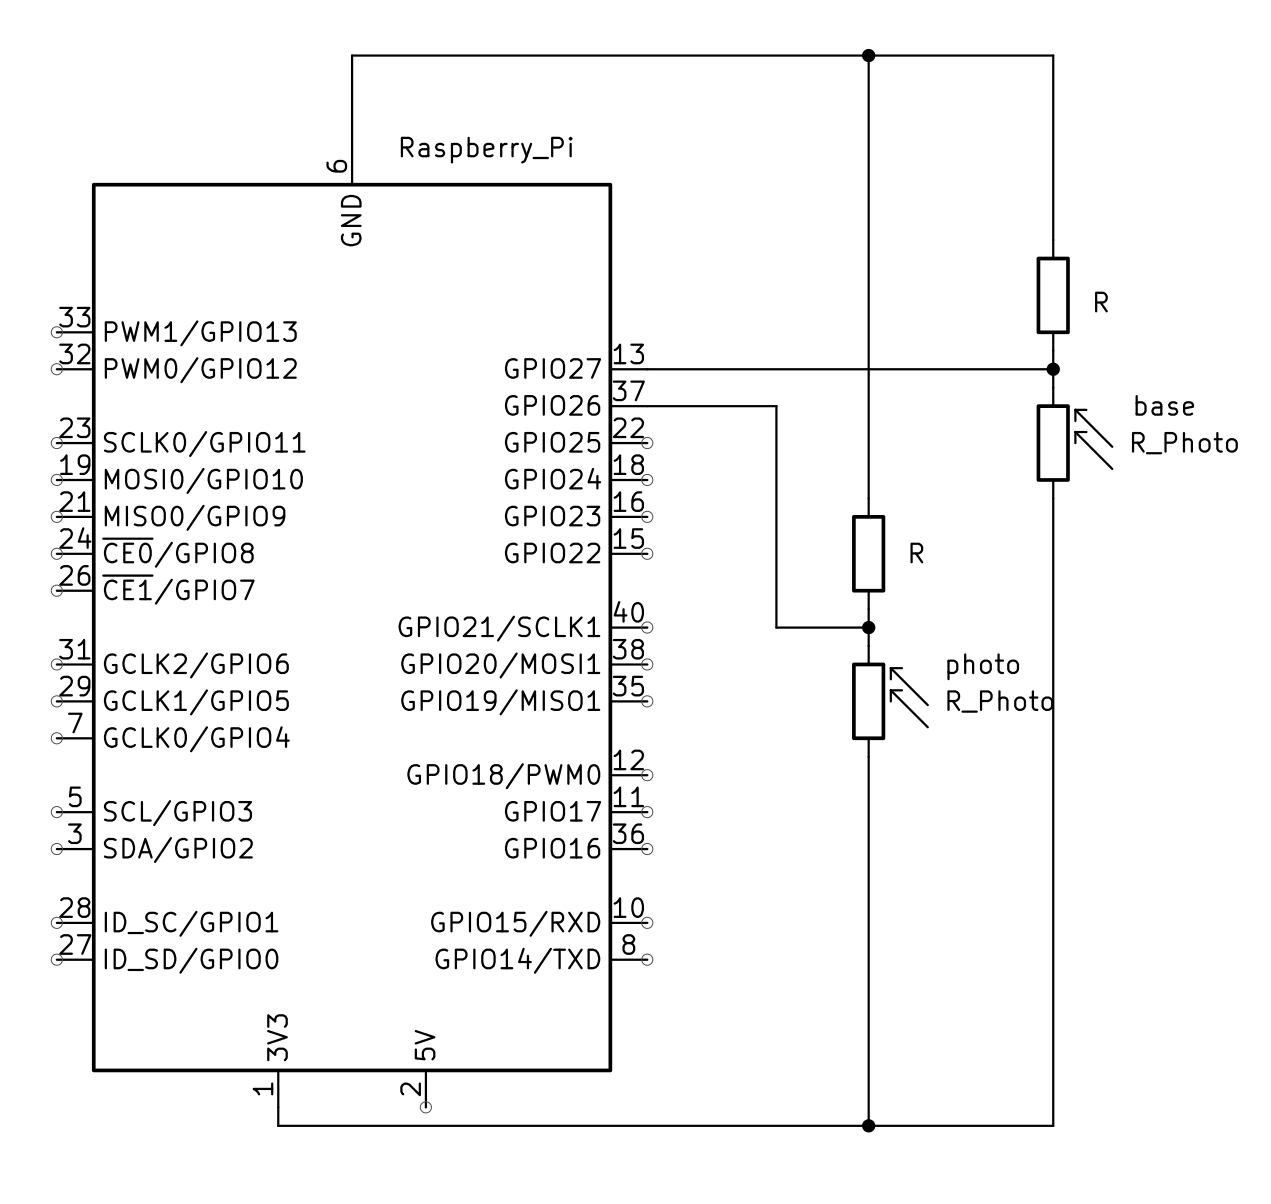 Raspberry_Pi
6
GND
33
PWM1/GPIO13
32
PWM0/GPIO12
23
SCLK0/GPIO11
19
MOSI0/GPIO10
21
MISO0/GPIO9
24
CE0/GPIO8
26
CE1/GPIO7
31
GCLK2/GPIO6
29
GCLK1/GPIO5
7
GCLK0/GPIO4
5
SCL/GPIO3
3
SDA/GPIO2
28
ID_SC/GPIO1
27
ID_SD/GPIO0
GPIO27
13
GPIO26
37
GPIO25
22
GPIO24
18
GPIO23
16
GPIO22
15
GPIO21/SCLK1
40
GPIO20/MOSI1
38
GPIO19/MISO1
35
GPIO18/PWM0
12
GPIO17
11
GPIO16
36
GPIO15/RXD
10
GPIO14/TXD
8
3V3
1
5V
2
R
base
R_Photo
R
photo
R_Photo